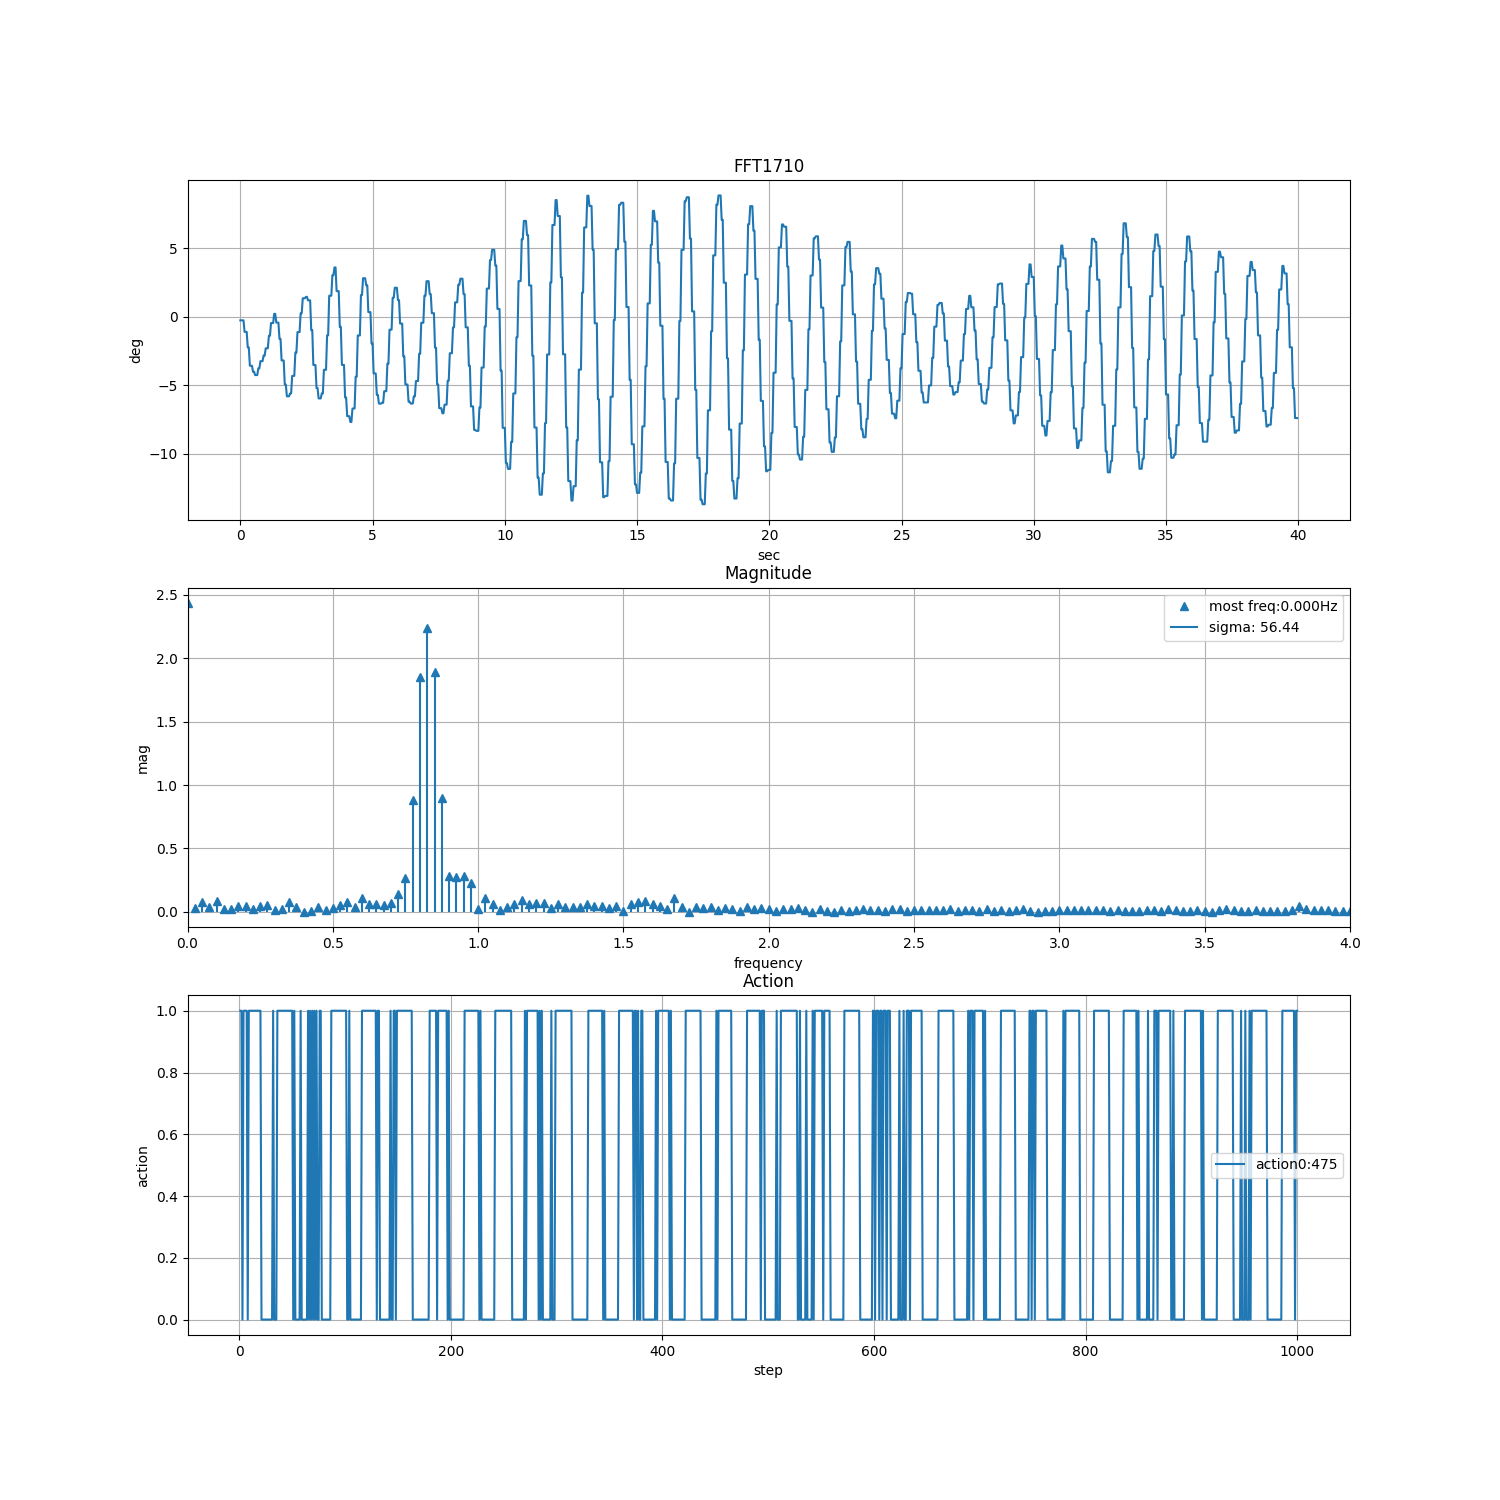 FFT1710
5
0
−5
−10
deg
0 5 10 15 20 25 30 35 40
sec
Magnitude
2.5
2.0
1.5
1.0
0.5
0.0
mag
most freq:0.000Hz
sigma: 56.44
0.0 0.5 1.0 1.5 2.0 2.5 3.0 3.5 4.0
frequency
Action
1.0
0.8
0.6
0.4
0.2
0.0
action
action0:475
0 200 400 600 800 1000
step